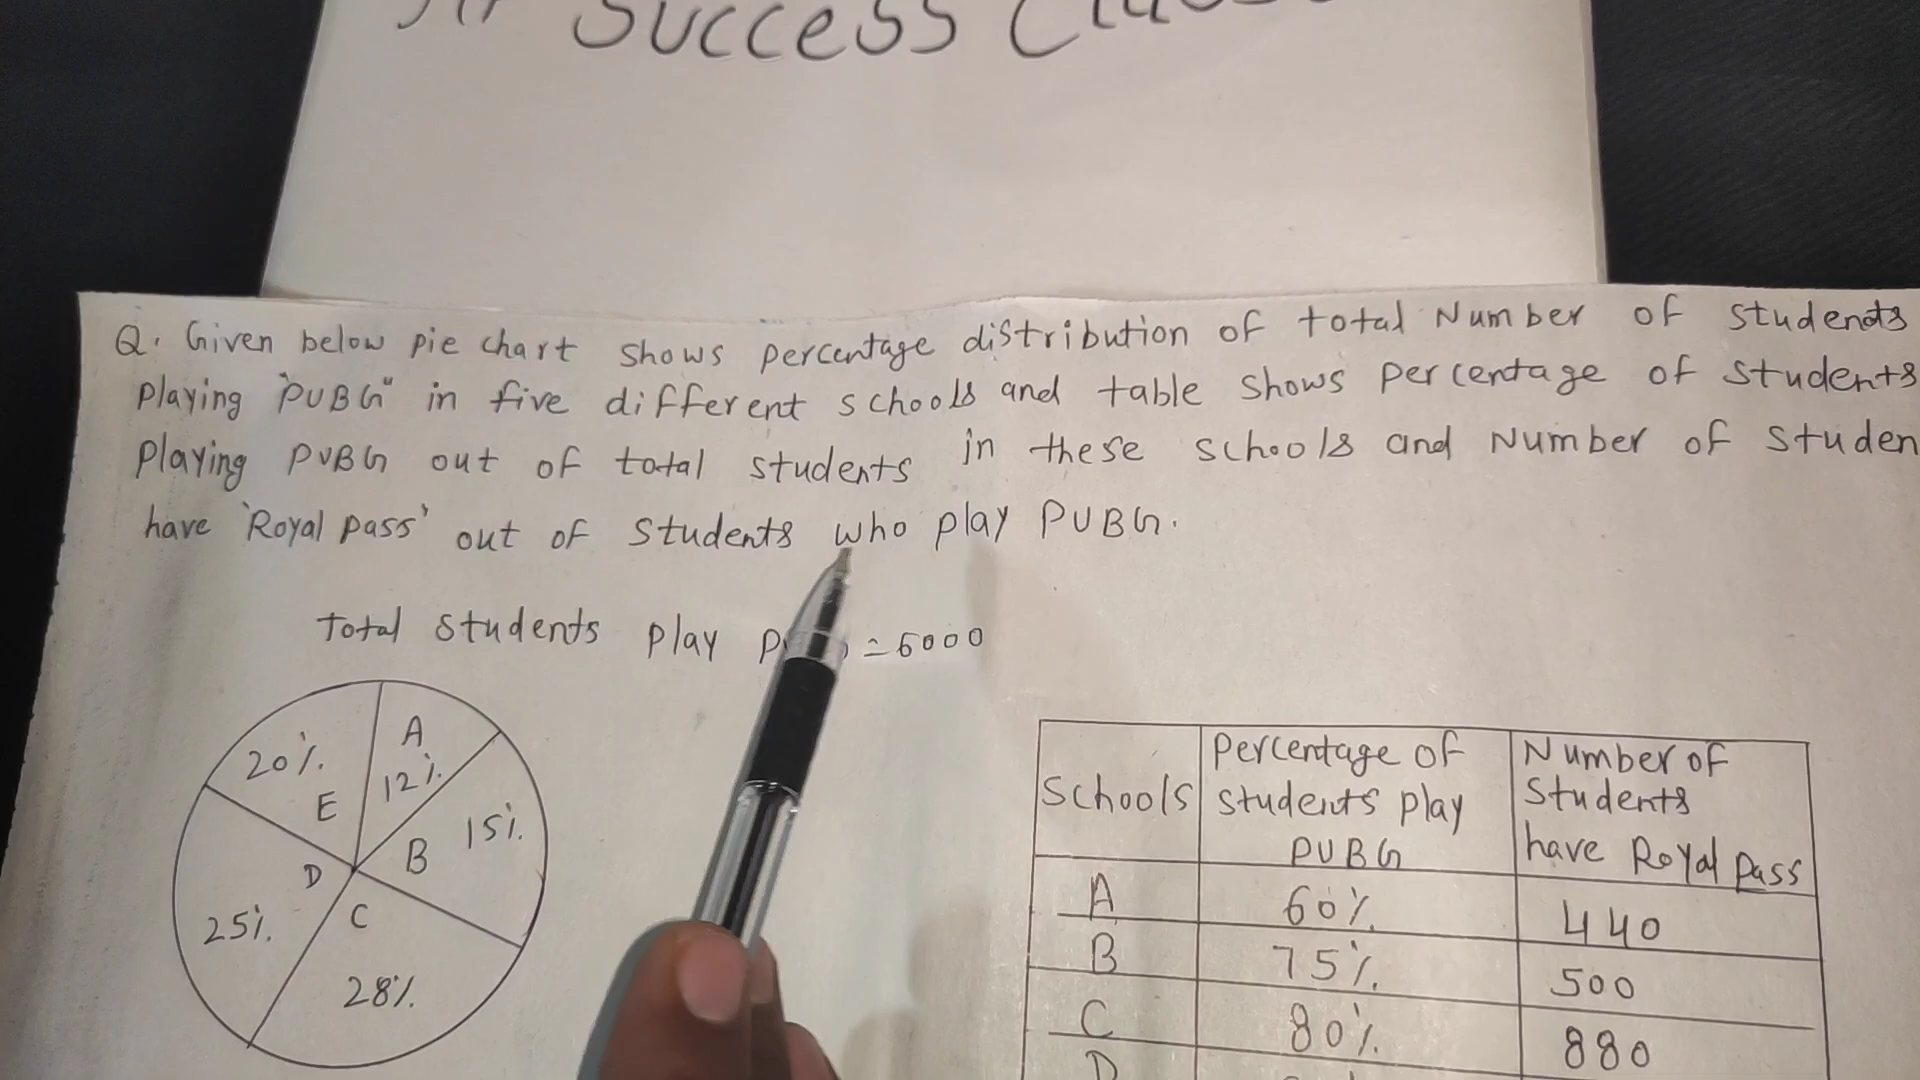 Success
Q. Given below pie chart shows percentage distribution of total Number of students
playing "PUBG" in five different schools and table shows percentage of students
playing PUBG out of total students in these schools and Number of Studen
have 'Royal pass' out of students who play PUBG.
Total students play = 6000
20%
E
A
12%
B
15%
D
25%
C
28%
Schools Percentage of students play PUBG Number of Students have Royal pass
A 60% 440
B 75% 500
C 80% 880
D